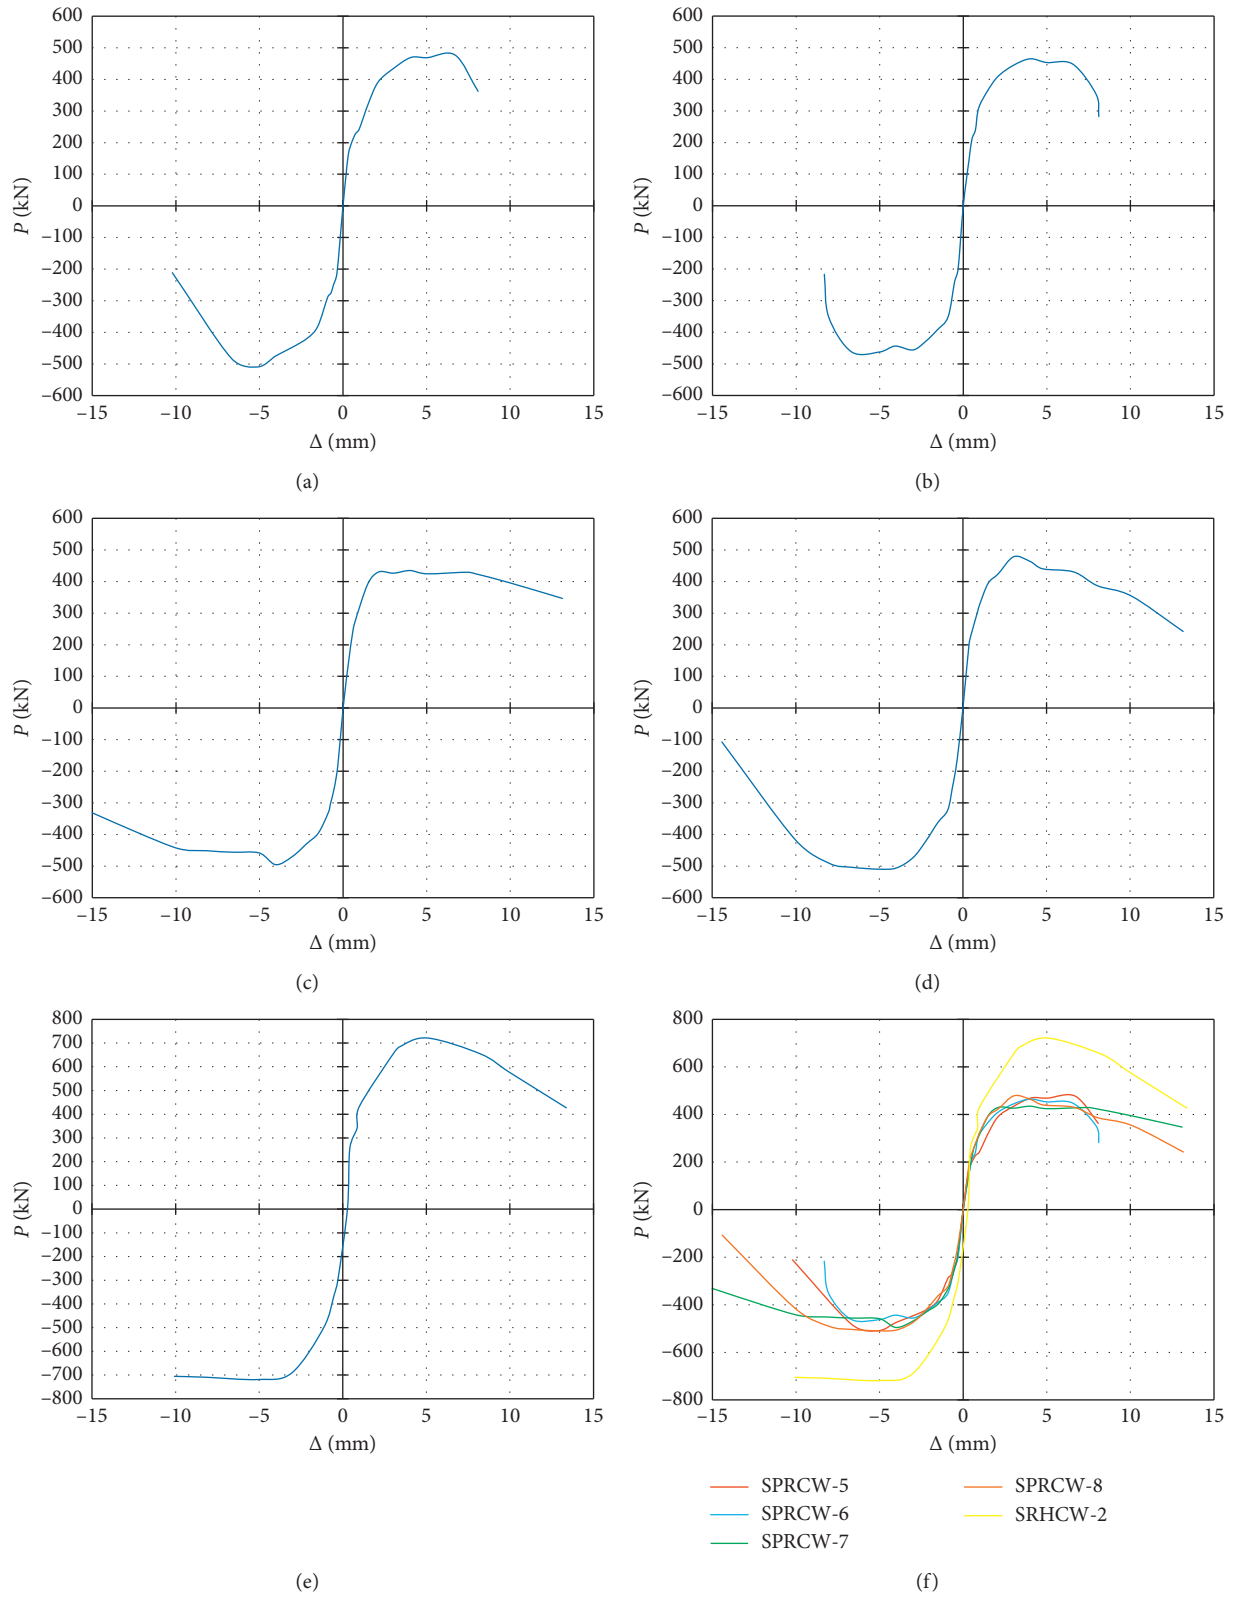 600
500
400
300
200
100
0
–100
–200
–300
–400
–500
–600
P (kN)
–15 –10 –5 0 5 10 15
Δ (mm)
(a)
600
500
400
300
200
100
0
–100
–200
–300
–400
–500
–600
P (kN)
–15 –10 –5 0 5 10 15
Δ (mm)
(b)
600
500
400
300
200
100
0
–100
–200
–300
–400
–500
–600
P (kN)
–15 –10 –5 0 5 10 15
Δ (mm)
(c)
600
500
400
300
200
100
0
–100
–200
–300
–400
–500
–600
P (kN)
–15 –10 –5 0 5 10 15
Δ (mm)
(d)
800
700
600
500
400
300
200
100
0
–100
–200
–300
–400
–500
–600
–700
–800
P (kN)
–15 –10 –5 0 5 10 15
Δ (mm)
(e)
800
600
400
200
0
–200
–400
–600
–800
P (kN)
–15 –10 –5 0 5 10 15
Δ (mm)
SPRCW-5
SPRCW-6
SPRCW-7
SPRCW-8
SRHCW-2
(f)